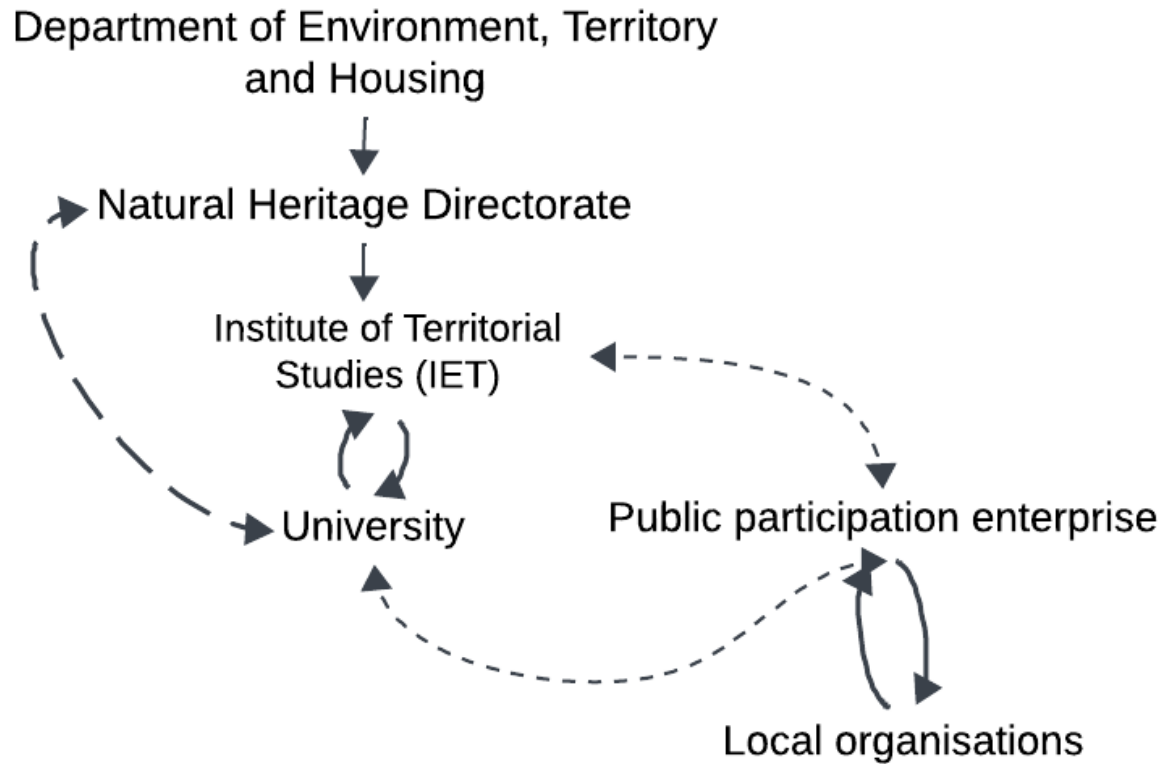 Department of Environment, Territory
and Housing
Natural Heritage Directorate
Institute of Territorial
Studies (IET)
University
Public participation enterprise
Local organisations